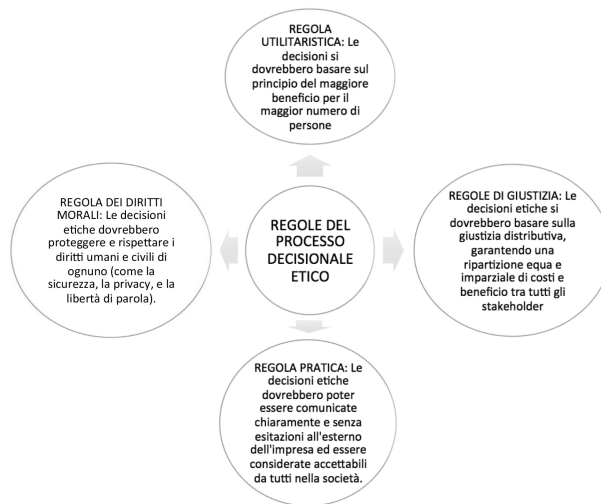 REGOLA
UTILITARISTICA: Le
decisioni si
dovrebbero basare sul
principio del maggiore
beneficio per il
maggior numero di
persone
REGOLA DEI DIRITTI
MORALI: Le decisioni
etiche dovrebbero
proteggere e rispettare i
diritti umani e civili di
ognuno (come la
sicurezza, la privacy, e la
libertà di parola).
REGOLE DEL
PROCESSO
DECISIONALE
ETICO
REGOLE DI GIUSTIZIA: Le
decisioni etiche si
dovrebbero basare sulla
giustizia distributiva,
garantendo una
ripartizione equa e
imparziale di costi e
beneficio tra tutti gli
stakeholder
REGOLA PRATICA: Le
decisioni etiche
dovrebbero poter
essere comunicate
chiaramente e senza
esitazioni all'esterno
dell'impresa ed essere
considerate accettabili
da tutti nella società.